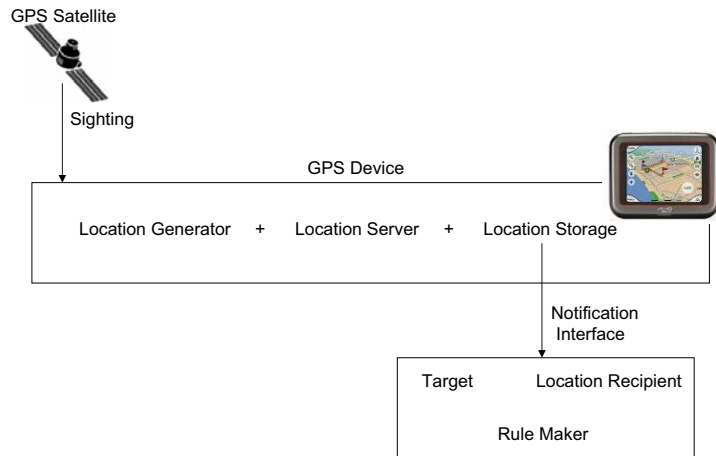 GPS Satellite
Sighting
GPS Device
Location Generator + Location Server + Location Storage
Notification
Interface
Target Location Recipient
Rule Maker